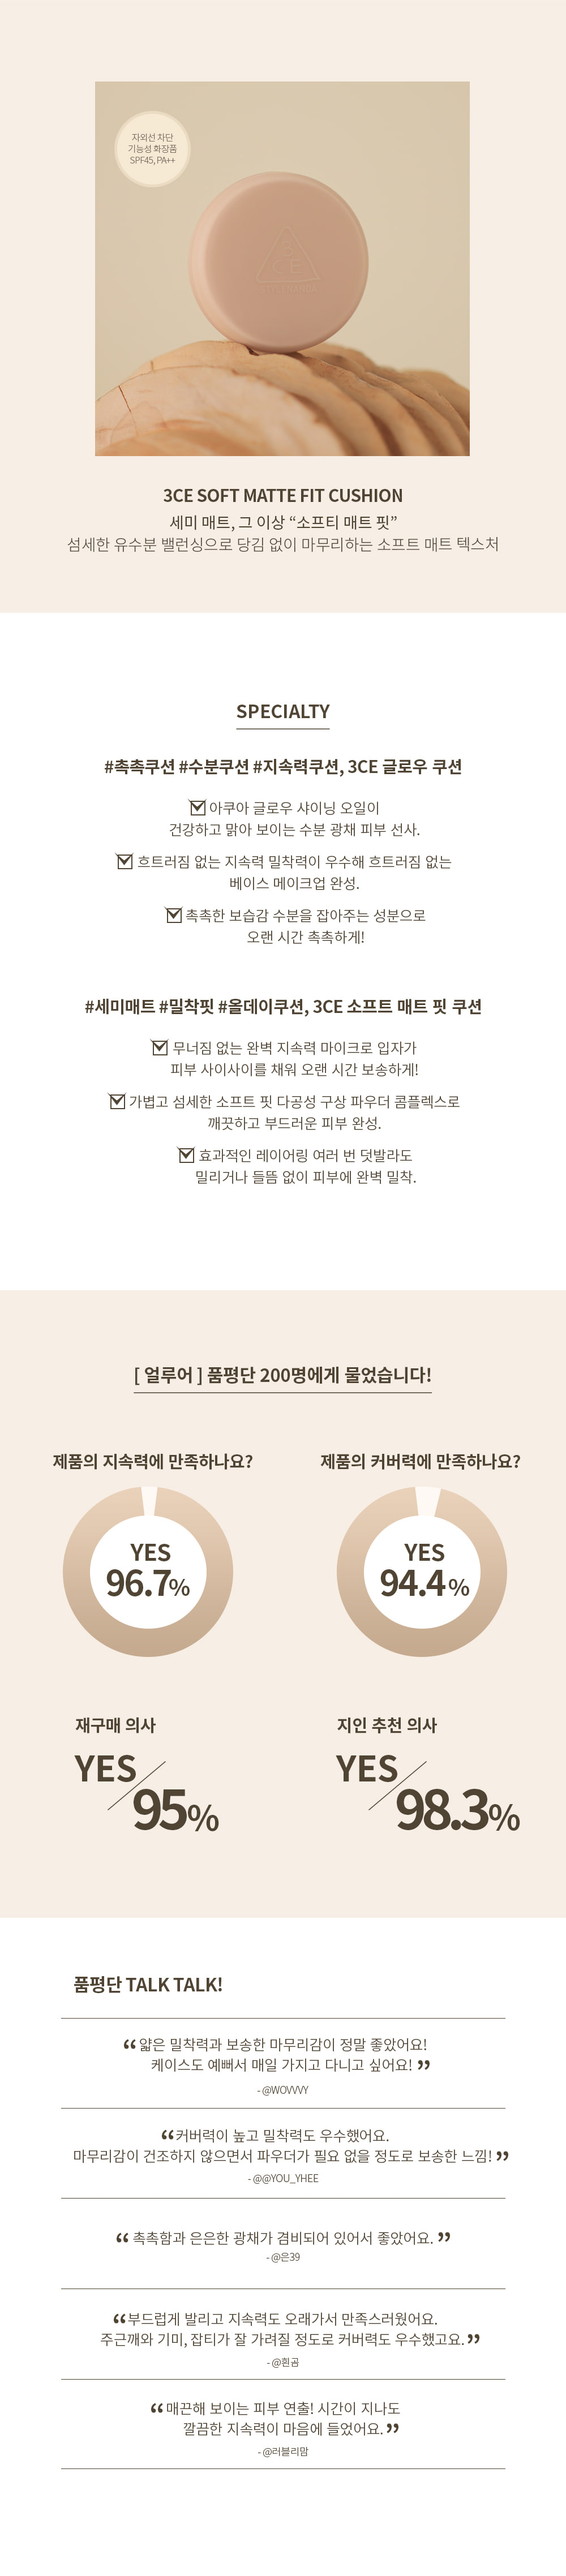 자외선 차단
기능성 화장품
SPF45, PA++
3CE
3CE SOFT MATTE FIT CUSHION
세미 매트, 그 이상 “소프티 매트 핏”
섬세한 유수분 밸런싱으로 당김 없이 마무리하는 소프트 매트 텍스처
SPECIALTY
#촉촉쿠션 #수분쿠션 #지속력쿠션, 3CE 글로우 쿠션
아쿠아 글로우 샤이닝 오일이
건강하고 맑아 보이는 수분 광채 피부 선사.
흐트러짐 없는 지속력 밀착력이 우수해 흐트러짐 없는
베이스 메이크업 완성.
촉촉한 보습감 수분을 잡아주는 성분으로
오랜 시간 촉촉하게!
#세미매트 #밀착핏 #올데이쿠션, 3CE 소프트 매트 핏 쿠션
무너짐 없는 완벽 지속력 마이크로 입자가
피부 사이사이를 채워 오랜 시간 보송하게!
가볍고 섬세한 소프트 핏 다공성 구상 파우더 콤플렉스로
깨끗하고 부드러운 피부 완성.
효과적인 레이어링 여러 번 덧발라도
밀리거나 들뜸 없이 피부에 완벽 밀착.
[ 얼루어 ] 품평단 200명에게 물었습니다!
제품의 지속력에 만족하나요?
YES
96.7%
제품의 커버력에 만족하나요?
YES
94.4 %
재구매 의사
YES
95%
지인 추천 의사
YES
98.3%
품평단 TALK TALK!
“얇은 밀착력과 보송한 마무리감이 정말 좋았어요!
케이스도 예뻐서 매일 가지고 다니고 싶어요! ”
- @WOVVVY
“커버력이 높고 밀착력도 우수했어요.
마무리감이 건조하지 않으면서 파우더가 필요 없을 정도로 보송한 느낌! ”
- @@YOU_YHEE
“ 촉촉함과 은은한 광채가 겸비되어 있어서 좋았어요. ”
- @은39
“부드럽게 발리고 지속력도 오래가서 만족스러웠어요.
주근깨와 기미, 잡티가 잘 가려질 정도로 커버력도 우수했고요. ”
- @흰곰
“ 매끈해 보이는 피부 연출! 시간이 지나도
깔끔한 지속력이 마음에 들었어요. ”
- @러블리맘